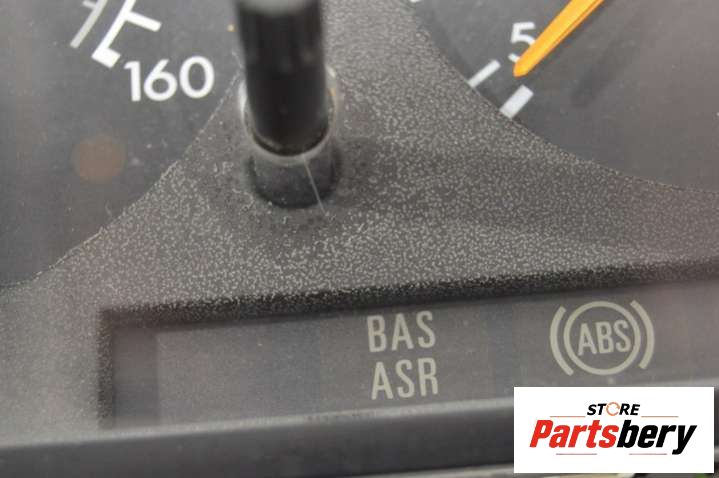 160
5
BAS
ASR
ABS
STORE
Partsbery